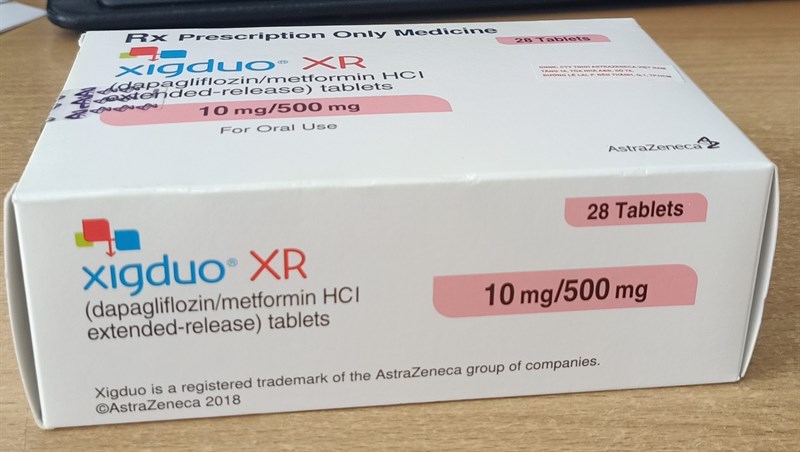 Rx Prescription Only Medicine
28 Tablets
xigduo® XR
(dapagliflozin/metformin HCl
extended-release) tablets
10 mg/500 mg
For Oral Use
AstraZeneca
28 Tablets
xigduo® XR
(dapagliflozin/metformin HCl
extended-release) tablets
10 mg/500 mg
Xigduo is a registered trademark of the AstraZeneca group of companies.
©AstraZeneca 2018